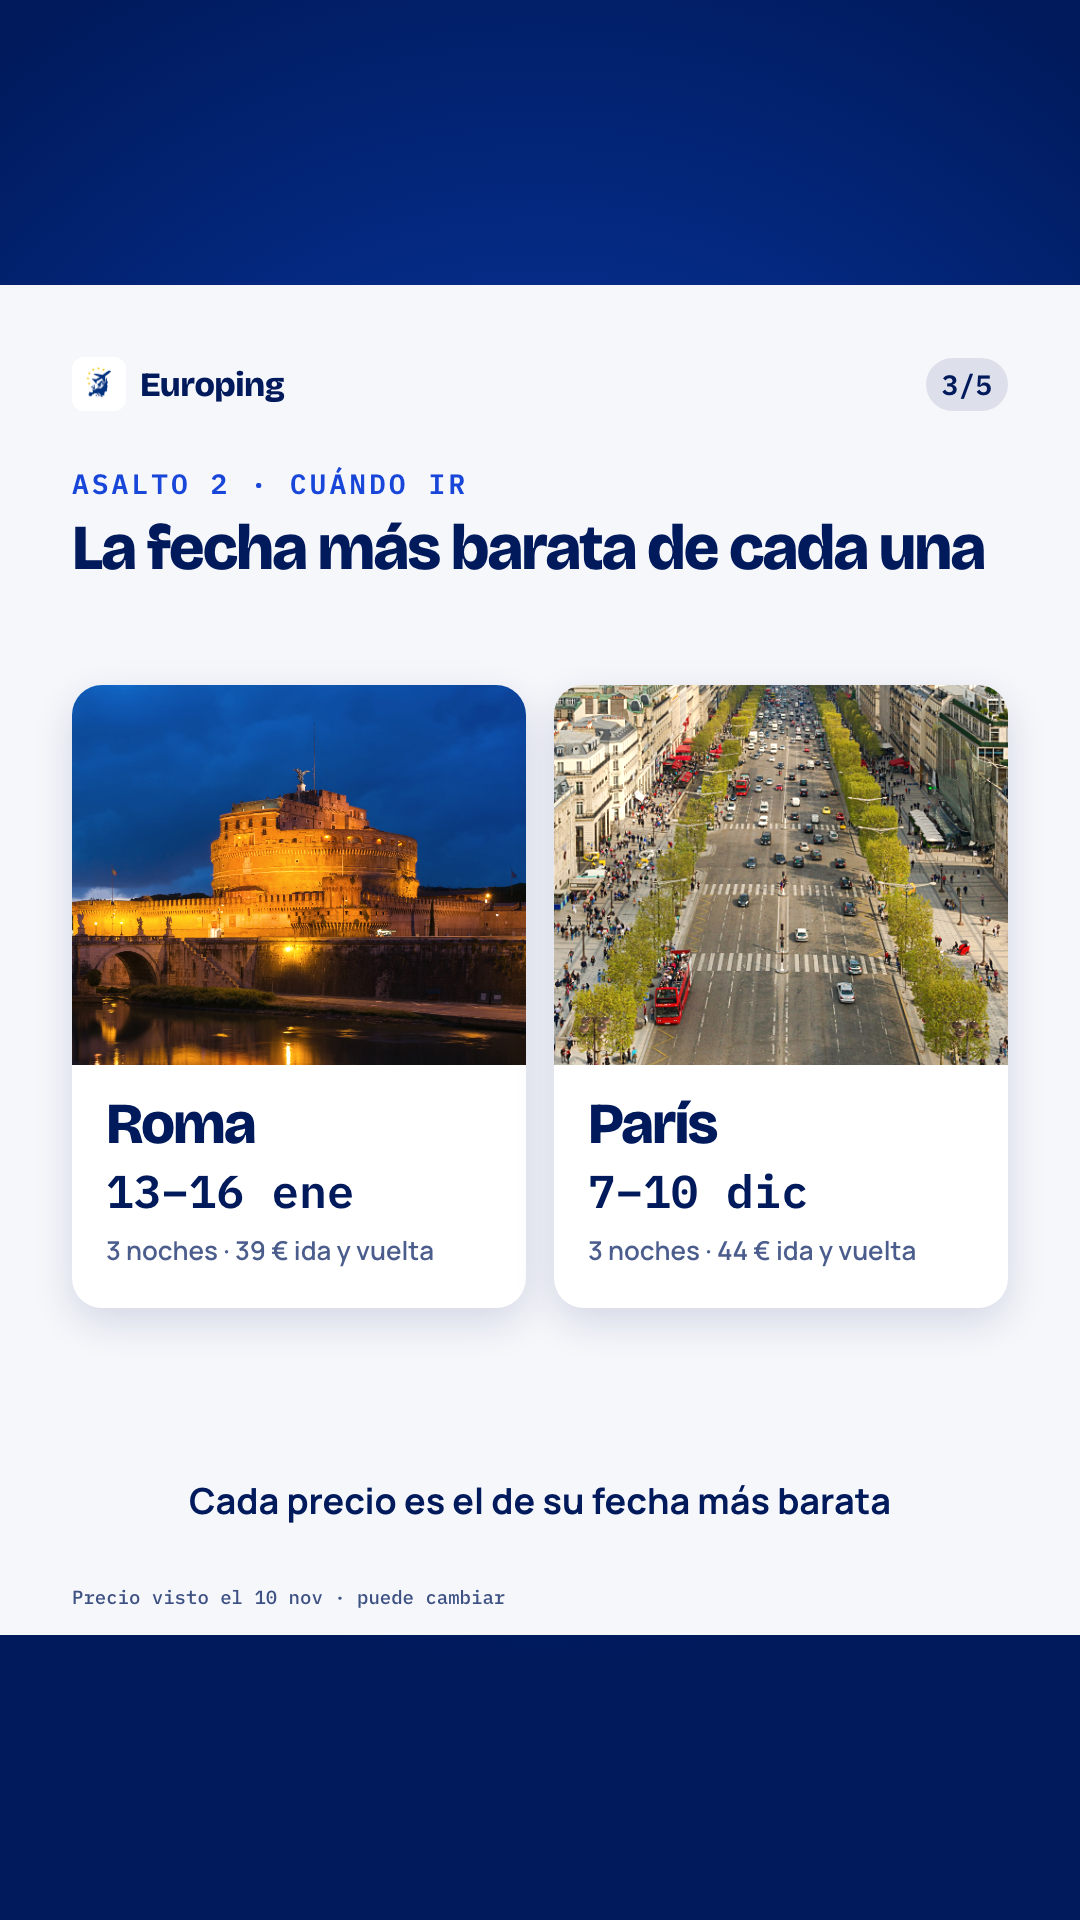 Europing
3/5
ASALTO 2 · CUÁNDO IR
La fecha más barata de cada una
Roma
13–16 ene
3 noches · 39 € ida y vuelta
París
7–10 dic
3 noches · 44 € ida y vuelta
Cada precio es el de su fecha más barata
Precio visto el 10 nov · puede cambiar